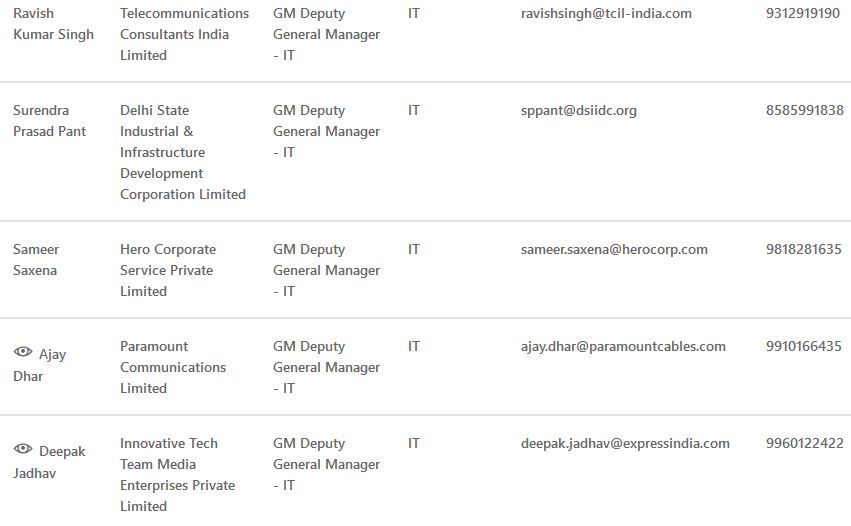 Ravish Telecommunications GM Deputy IT ravishsingh@tcil-india.com 9312919190
Kumar Singh Consultants India General Manager
Limited - IT
Surendra Delhi State GM Deputy IT sppant@dsiidc.org 8585991838
Prasad Pant Industrial & General Manager
Infrastructure - IT
Development
Corporation Limited
Sameer Hero Corporate GM Deputy IT sameer.saxena@herocorp.com 9818281635
Saxena Service Private General Manager
Limited - IT
Ajay Paramount GM Deputy IT ajay.dhar@paramountcables.com 9910166435
Dhar Communications General Manager
Limited - IT
Deepak Innovative Tech GM Deputy IT deepak.jadhav@expressindia.com 9960122422
Jadhav Team Media General Manager
Enterprises Private - IT
Limited